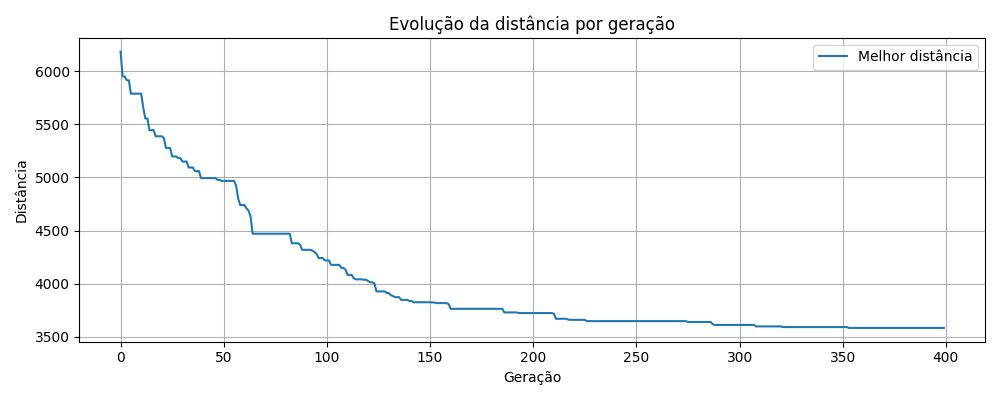 Evolução da distância por geração
Melhor distância
Distância
6000
5500
5000
4500
4000
3500
0 50 100 150 200 250 300 350 400
Geração